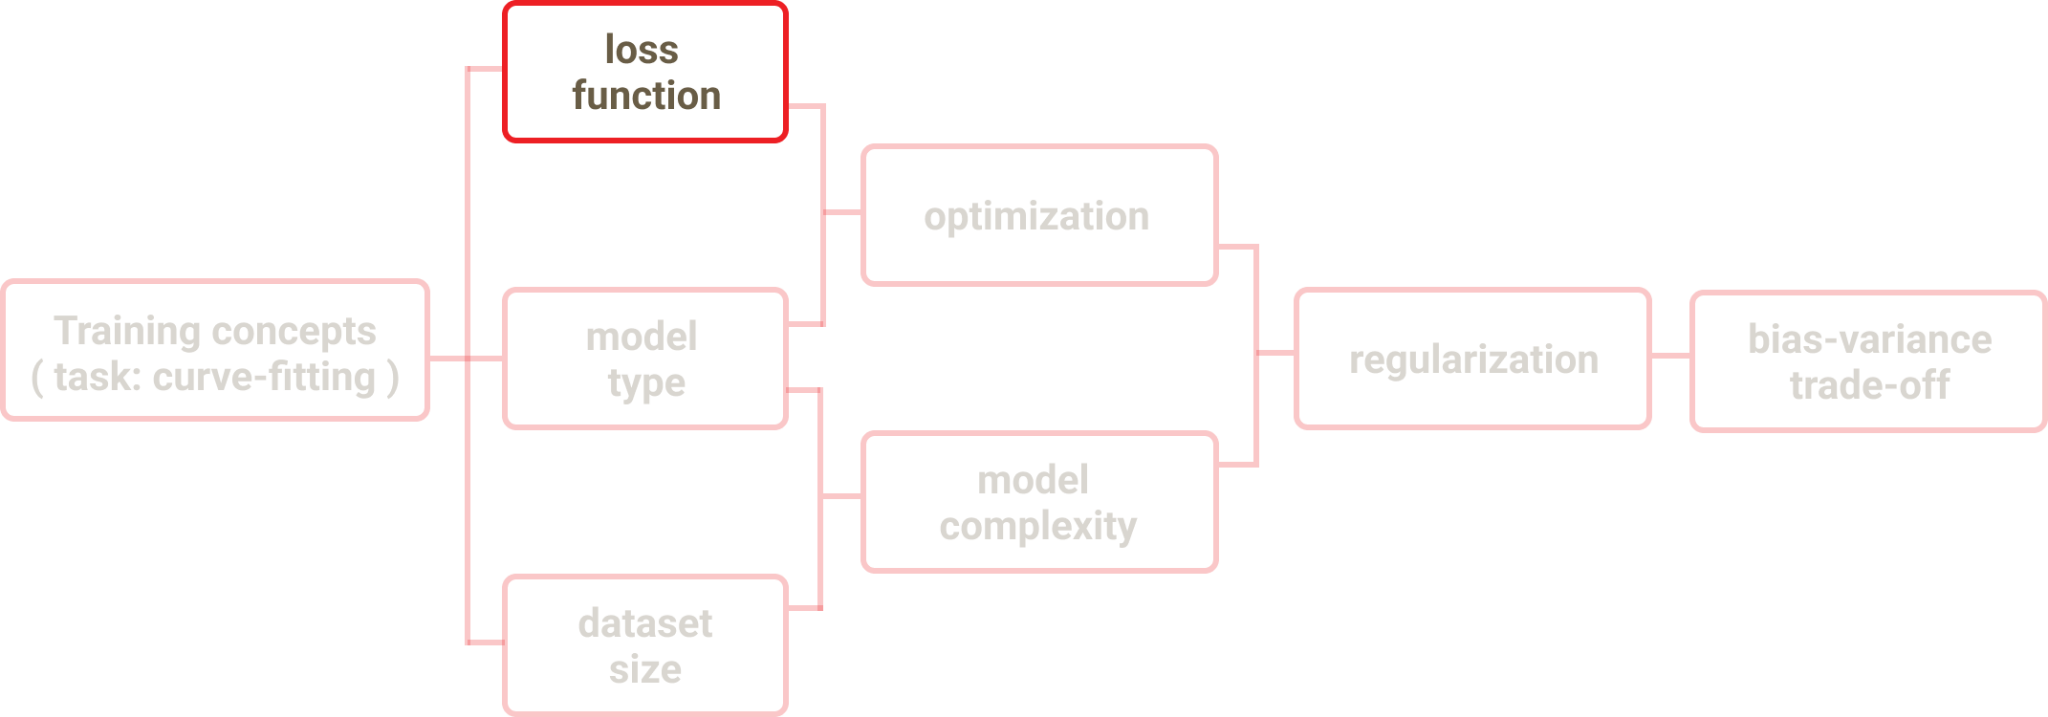 loss
function
optimization
Training concepts
( task: curve-fitting )
model
type
regularization
bias-variance
trade-off
model
complexity
dataset
size